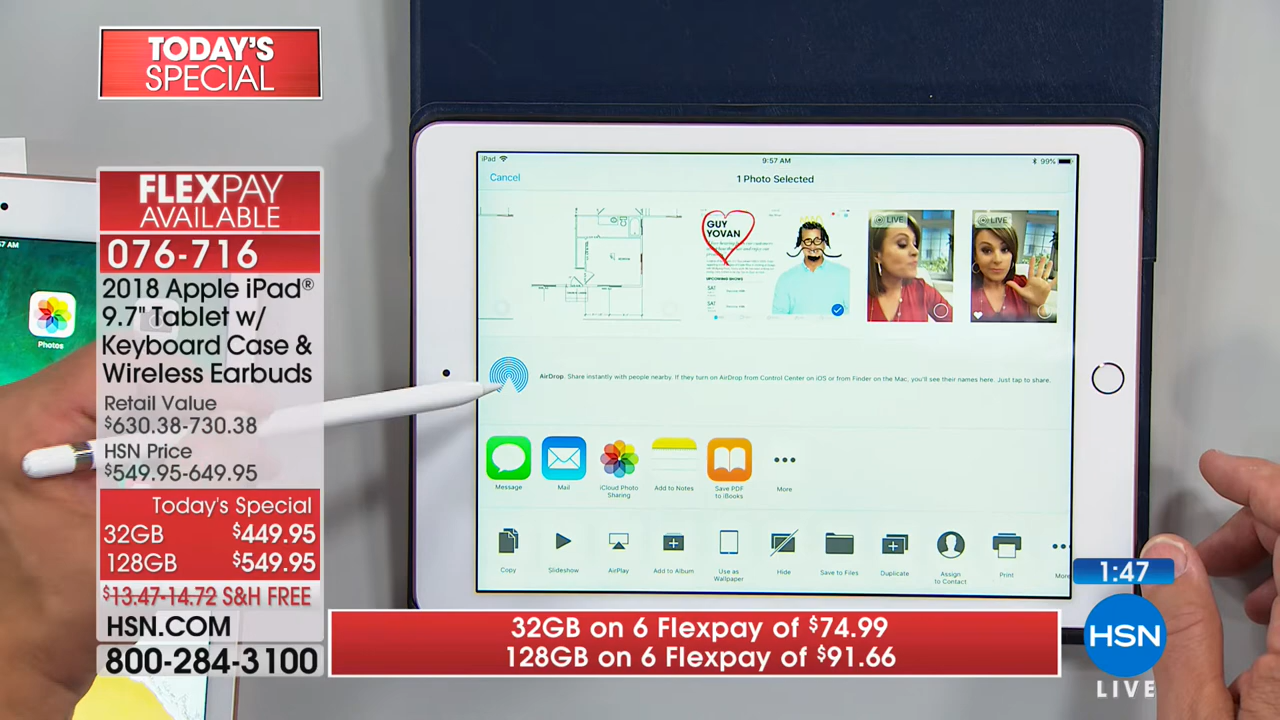 TODAY'S
SPECIAL
FLEXPAY
AVAILABLE
076-716
2018 Apple iPad®
9.7" Tablet w/
Keyboard Case &
Wireless Earbuds
Retail Value
$630.38-730.38
HSN Price
$549.95-649.95
Today's Special
32GB $449.95
128GB $549.95
$13.47-14.72 S&H FREE
HSN.COM
800-284-3100
57 AM
Photos
iPad
9:57 AM
99%
Cancel
1 Photo Selected
GUY
YOVAN
UPCOMING SHOWS
SAT
SAT
LIVE
LIVE
AirDrop. Share instantly with people nearby. If they turn on AirDrop from Control Center on iOS or from Finder on the Mac, you'll see their names here. Just tap to share.
Message
Mail
iCloud Photo
Sharing
Add to Notes
Save PDF
to iBooks
More
Copy
Slideshow
AirPlay
Add to Album
Use as
Wallpaper
Hide
Save to Files
Duplicate
Assign
to Contact
Print
More
1:47
HSN
LIVE
32GB on 6 Flexpay of $74.99
128GB on 6 Flexpay of $91.66